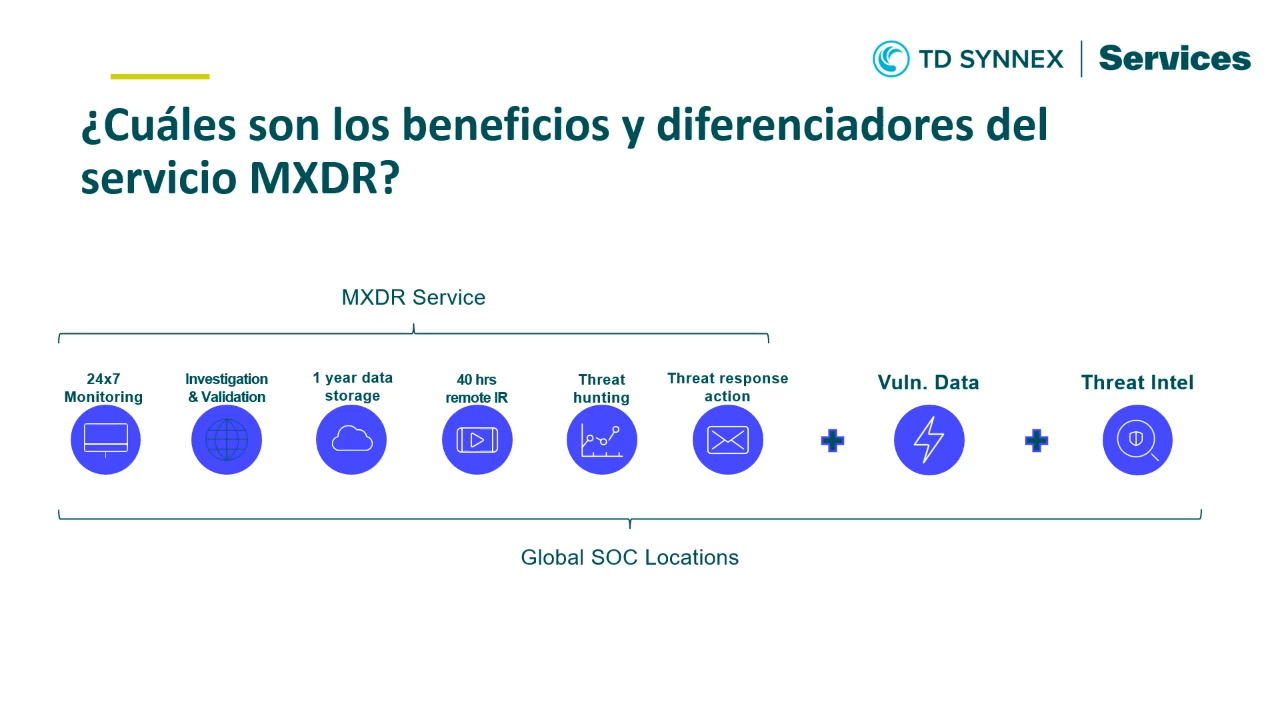 TD SYNNEX Services
¿Cuáles son los beneficios y diferenciadores del
servicio MXDR?
MXDR Service
24x7
Monitoring
Investigation
& Validation
1 year data
storage
40 hrs
remote IR
Threat
hunting
Threat response
action
Vuln. Data
Threat Intel
Global SOC Locations